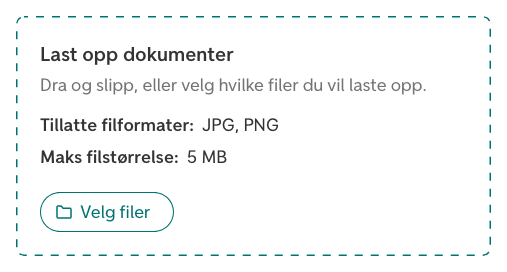 Last opp dokumenter
Dra og slipp, eller velg hvilke filer du vil laste opp.
Tillatte filformater: JPG, PNG
Maks filstørrelse: 5 MB
Velg filer